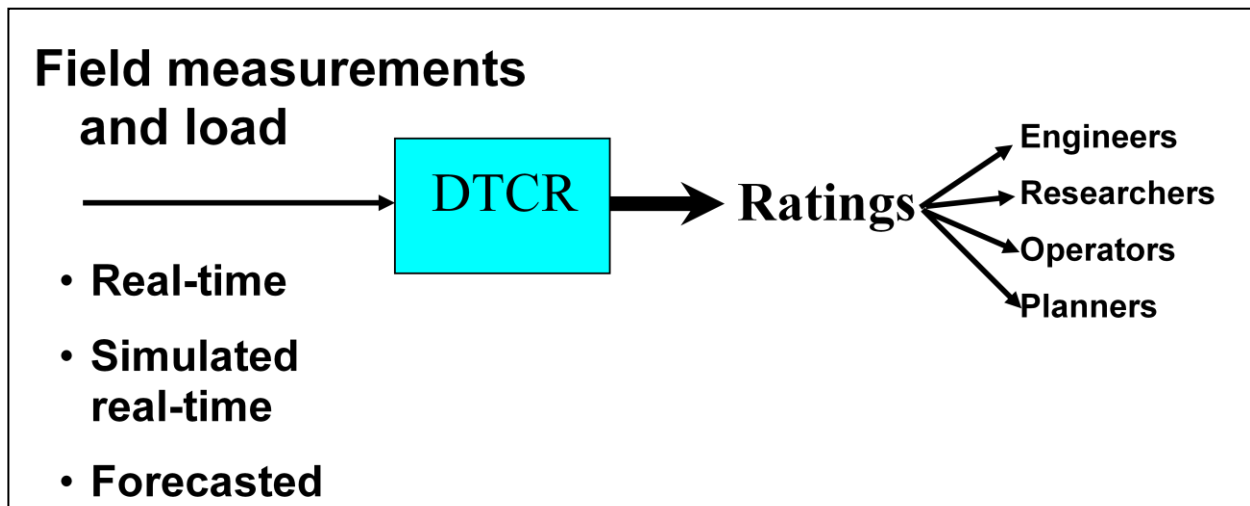 Field measurements
and load
DTCR
Ratings
Engineers
Researchers
Operators
Planners
• Real-time
• Simulated
real-time
• Forecasted